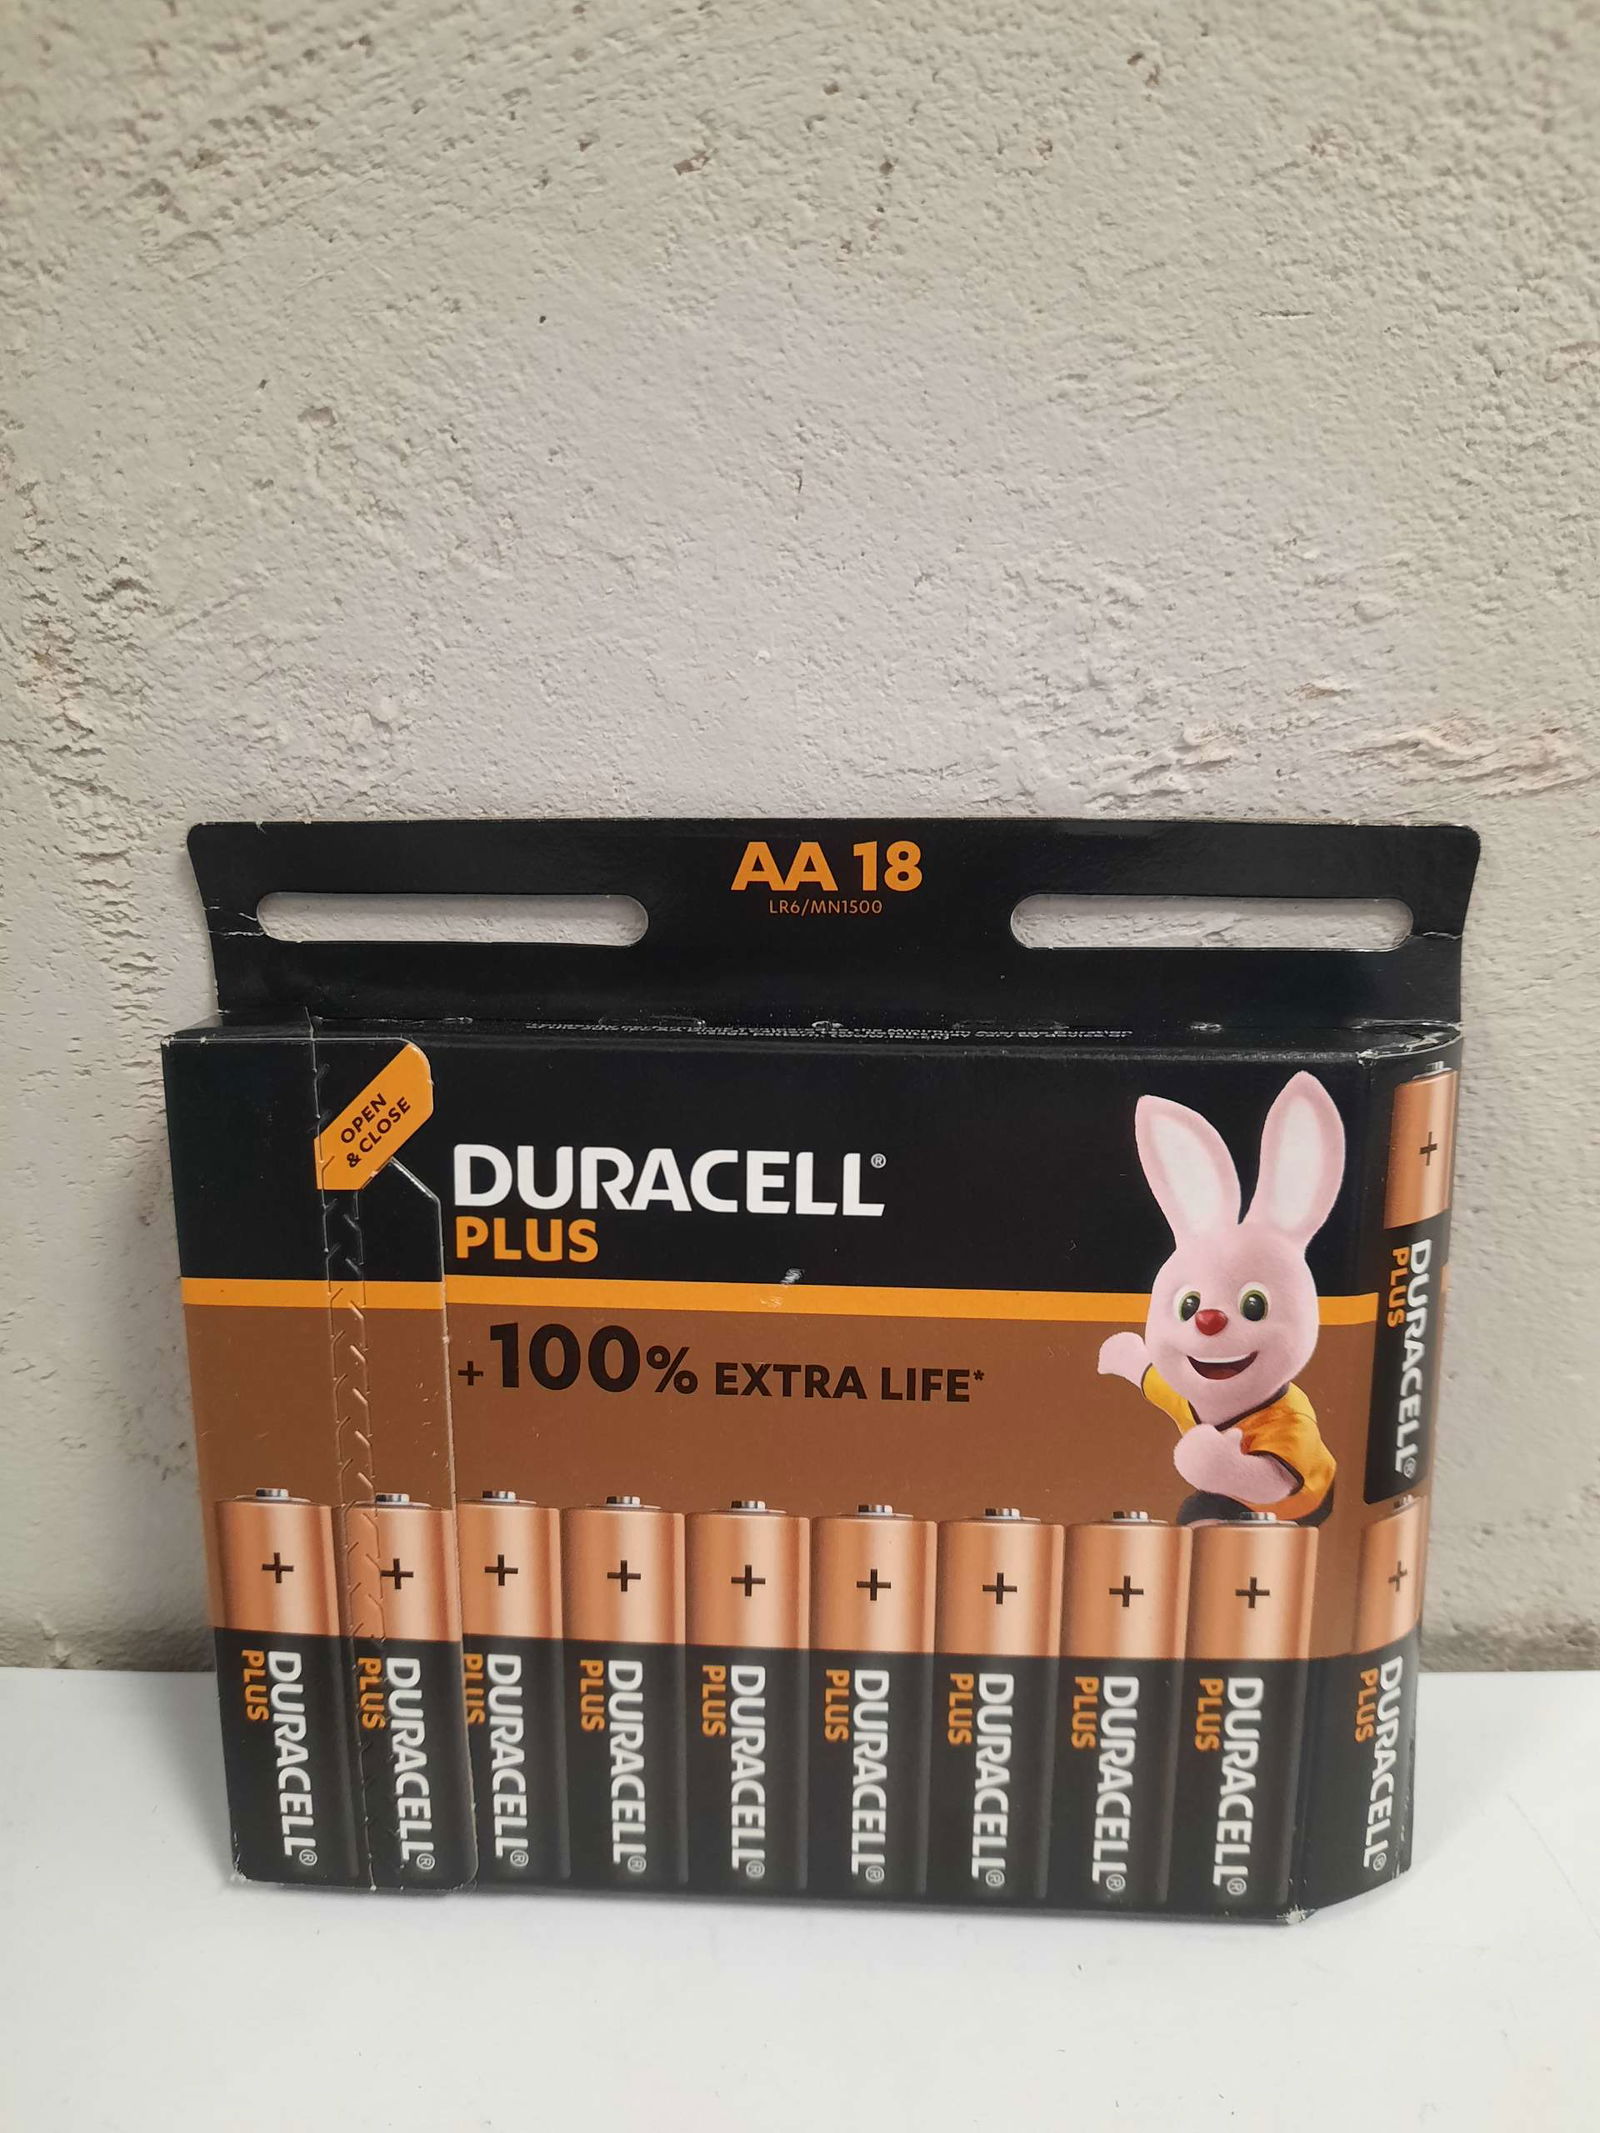 AA 18
LR6/MN1500
OPEN
& CLOSE
DURACELL®
PLUS
+100% EXTRA LIFE*
+
DURACELL®
PLUS
+
DURACELL®
PLUS
+
DURACELL®
PLUS
+
DURACELL®
PLUS
+
DURACELL®
PLUS
+
DURACELL®
PLUS
+
DURACELL®
PLUS
+
DURACELL®
PLUS
+
DURACELL®
PLUS
+
DURACELL®
PLUS
+
DURACELL®
PLUS